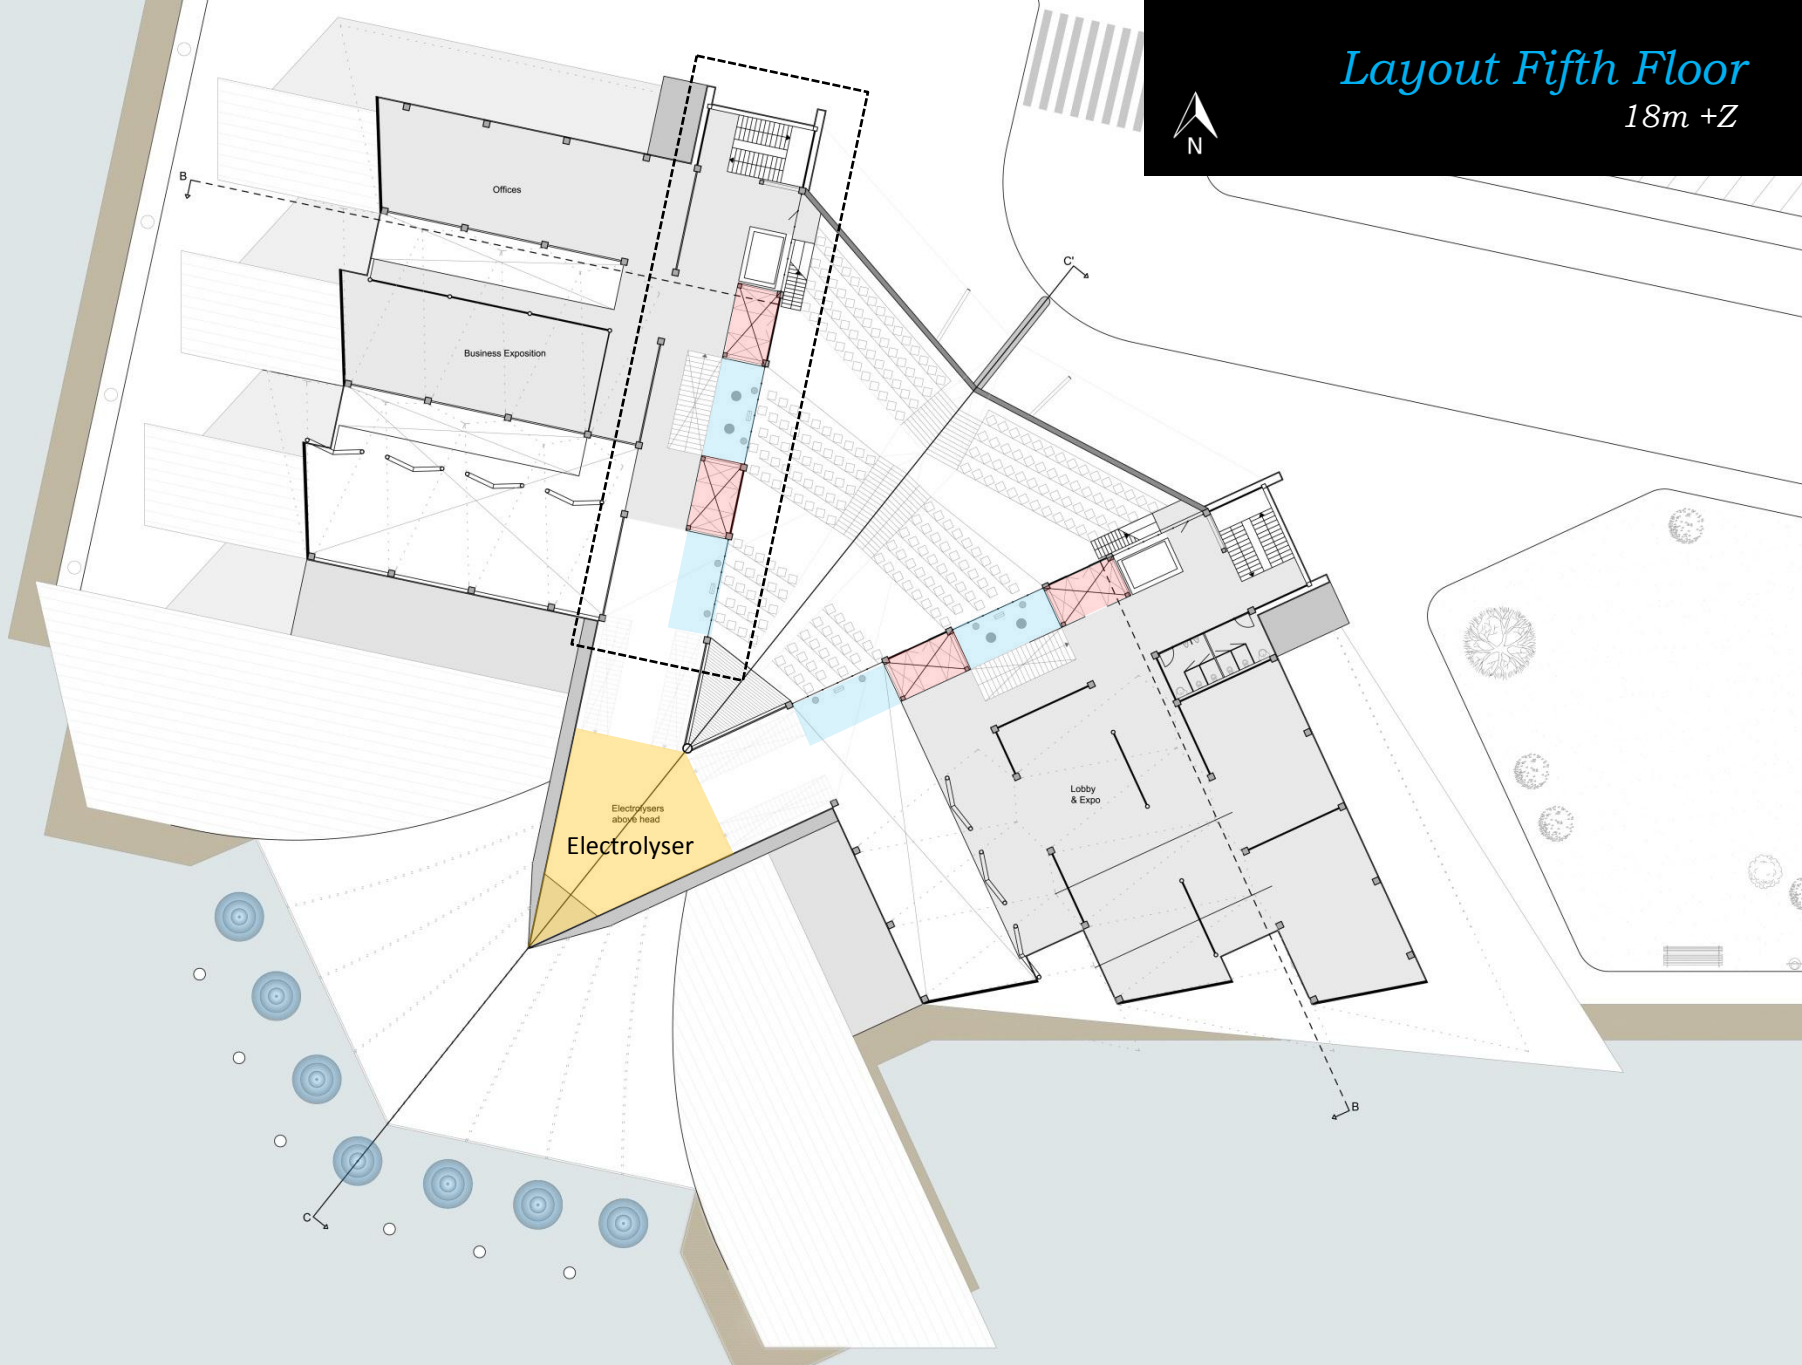 Layout Fifth Floor
18m +Z
N
B
Offices
C'
Business Exposition
Lobby
& Expo
Electrolysers
above head
Electrolyser
B
C